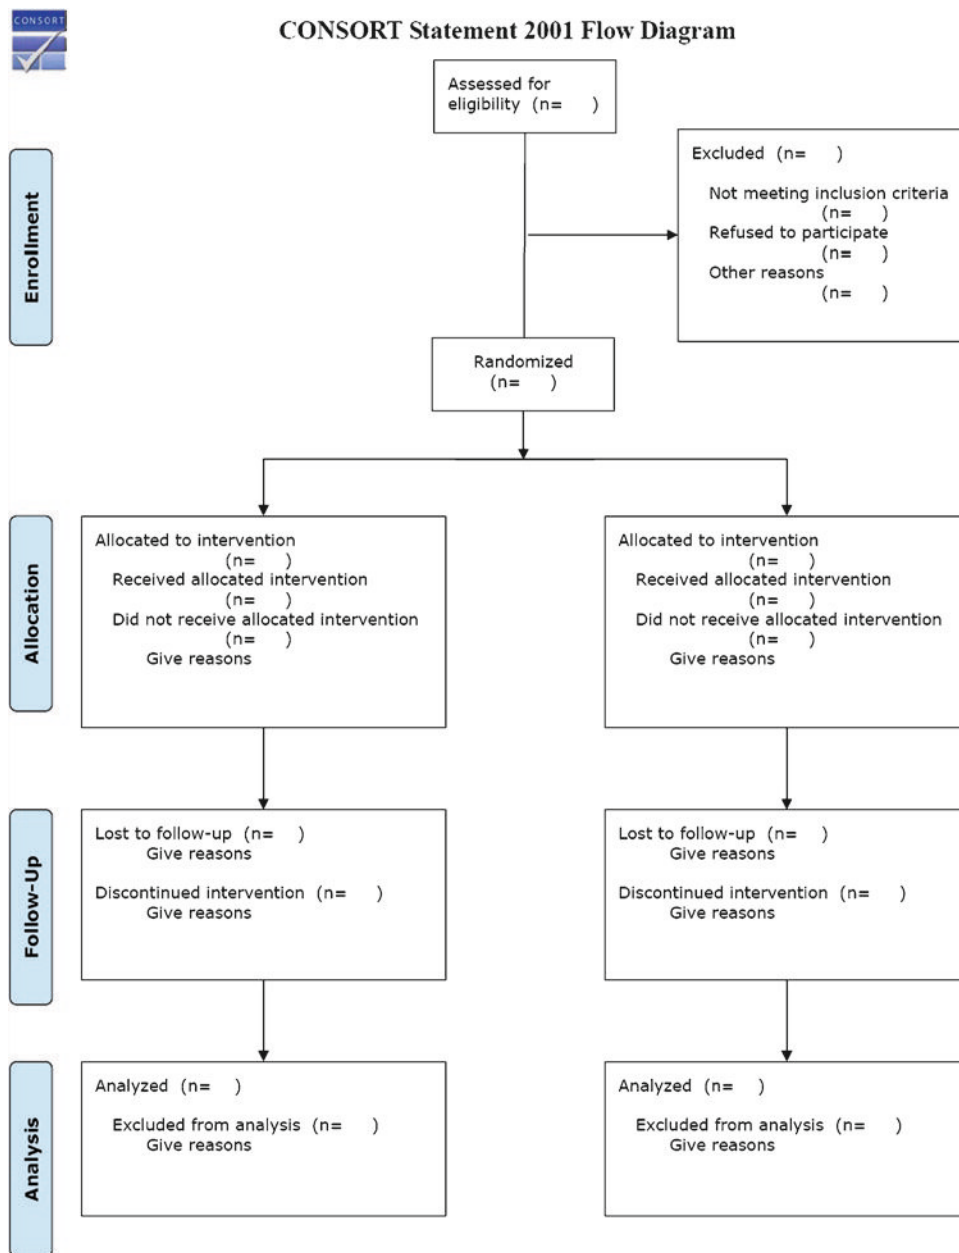 CONSORT
CONSORT Statement 2001 Flow Diagram
Assessed for
eligibility (n= )
Enrollment
Excluded (n= )
Not meeting inclusion criteria
(n= )
Refused to participate
(n= )
Other reasons
(n= )
Randomized
(n= )
Allocation
Allocated to intervention
(n= )
Received allocated intervention
(n= )
Did not receive allocated intervention
(n= )
Give reasons
Allocated to intervention
(n= )
Received allocated intervention
(n= )
Did not receive allocated intervention
(n= )
Give reasons
Follow-Up
Lost to follow-up (n= )
Give reasons
Discontinued intervention (n= )
Give reasons
Lost to follow-up (n= )
Give reasons
Discontinued intervention (n= )
Give reasons
Analysis
Analyzed (n= )
Excluded from analysis (n= )
Give reasons
Analyzed (n= )
Excluded from analysis (n= )
Give reasons